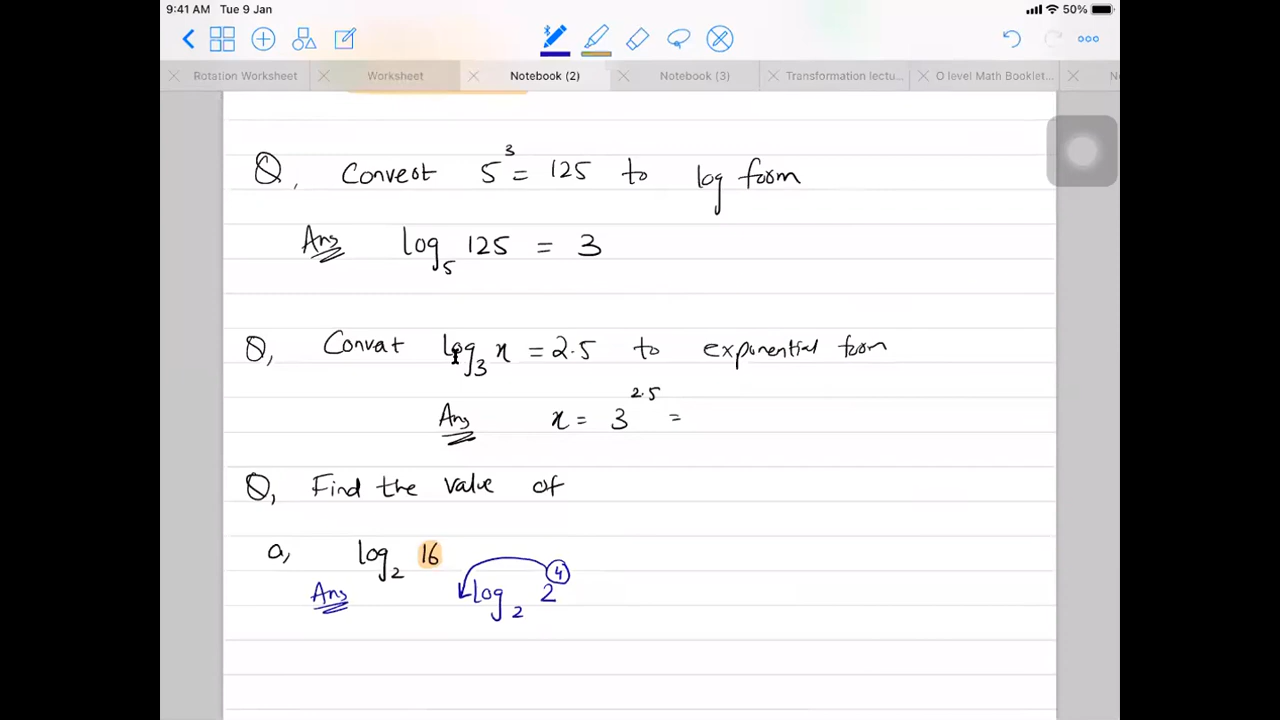 9:41 AM Tue 9 Jan 50%
Rotation Worksheet Worksheet Notebook (2) Notebook (3) Transformation lectu... O level Math Booklet... N
Q, Convert 5³ = 125 to log form
Ans log₅ 125 = 3
Q, Convat log₃ x = 2.5 to exponential form
Ans x = 3^2.5 =
Q, Find the value of
a, log₂ 16
Ans log₂ 2^4